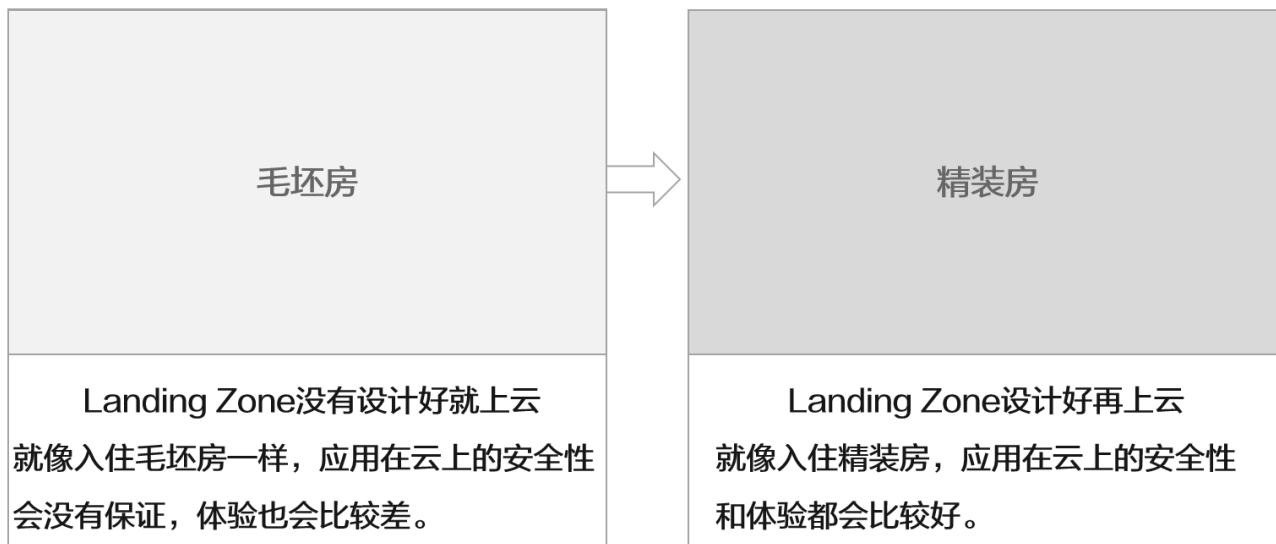 毛坯房
精装房
Landing Zone没有设计好就上云
就像入住毛坯房一样，应用在云上的安全性
会没有保证，体验也会比较差。
Landing Zone设计好再上云
就像入住精装房，应用在云上的安全性
和体验都会比较好。